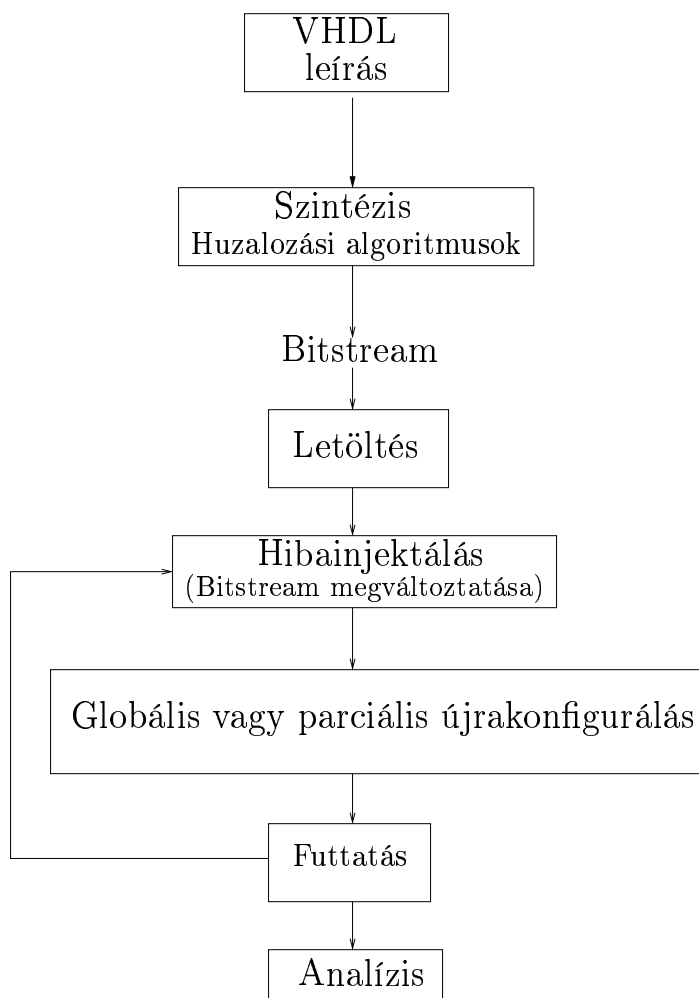 VHDL
leírás
Szintézis
Huzalozási algoritmusok
Bitstream
Letöltés
Hibainjektálás
(Bitstream megváltoztatása)
Globális vagy parciális újrakonfigurálás
Futtatás
Analízis